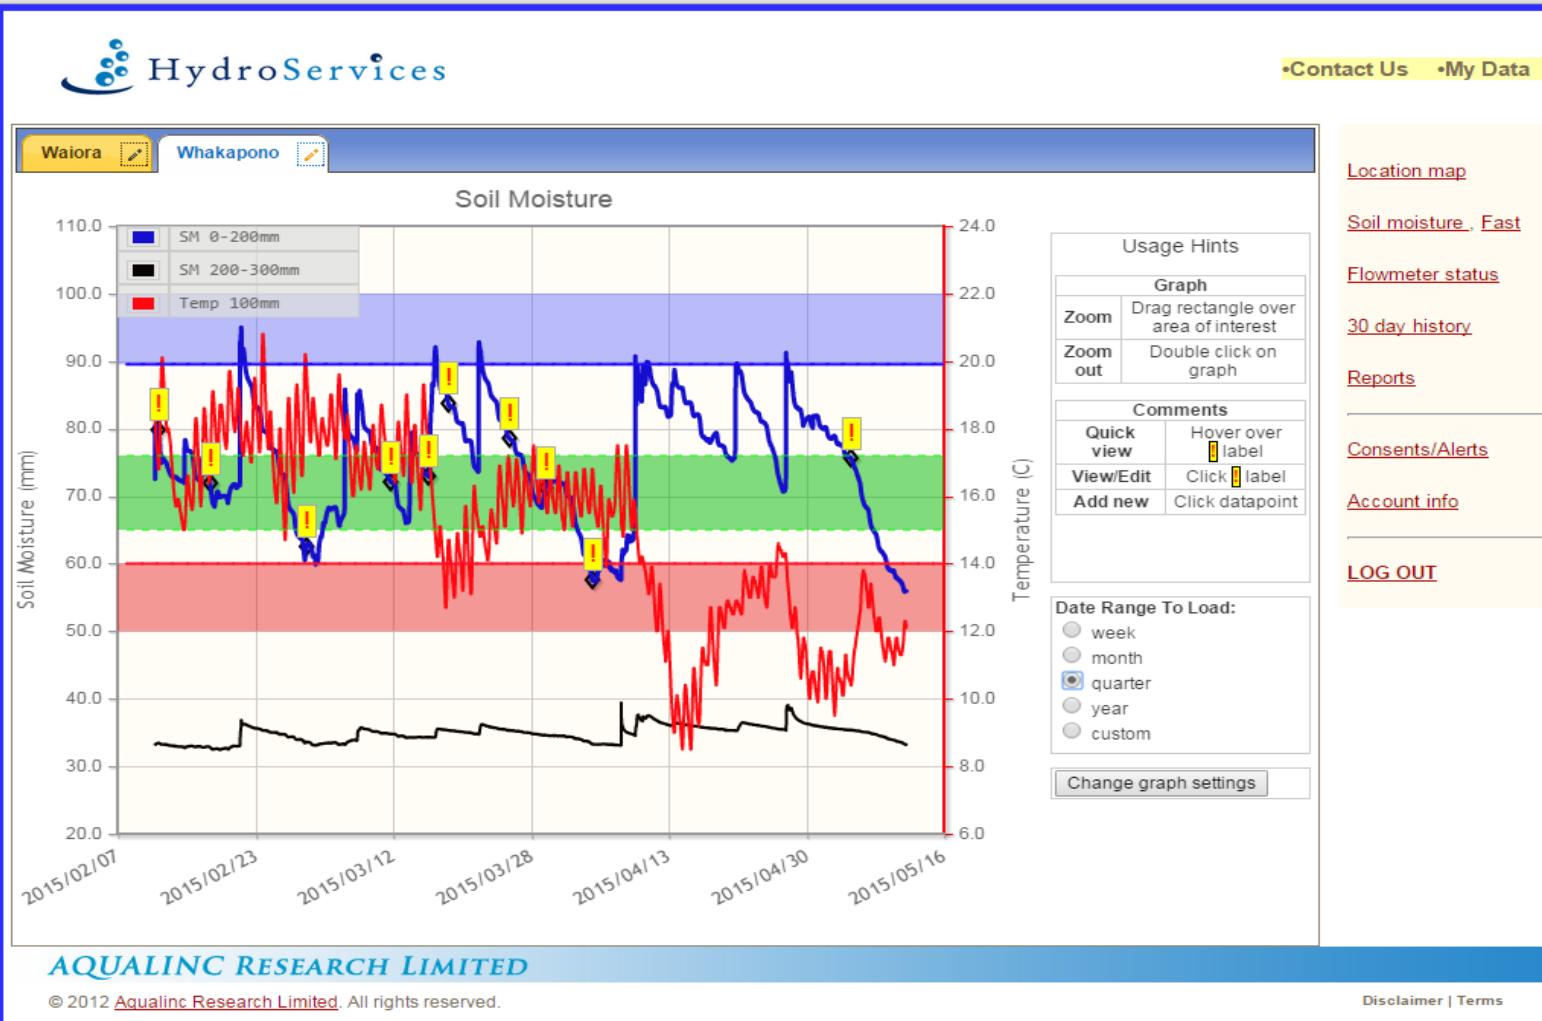 HydroServices
•Contact Us •My Data
Waiora Whakapono
Soil Moisture
SM 0-200mm
SM 200-300mm
Temp 100mm
110.0
100.0
90.0
80.0
70.0
60.0
50.0
40.0
30.0
20.0
Soil Moisture (mm)
24.0
22.0
20.0
18.0
16.0
14.0
12.0
10.0
8.0
6.0
Temperature (C)
!
!
!
!
!
!
!
!
!
!
2015/02/07
2015/02/23
2015/03/12
2015/03/28
2015/04/13
2015/04/30
2015/05/16
Usage Hints
Graph
Zoom Drag rectangle over
area of interest
Zoom
out Double click on
graph
Comments
Quick
view Hover over
! label
View/Edit Click ! label
Add new Click datapoint
Date Range To Load:
week
month
quarter
year
custom
Change graph settings
Location map
Soil moisture , Fast
Flowmeter status
30 day history
Reports
Consents/Alerts
Account info
LOG OUT
AQUALINC RESEARCH LIMITED
© 2012 Aqualinc Research Limited. All rights reserved.
Disclaimer | Terms